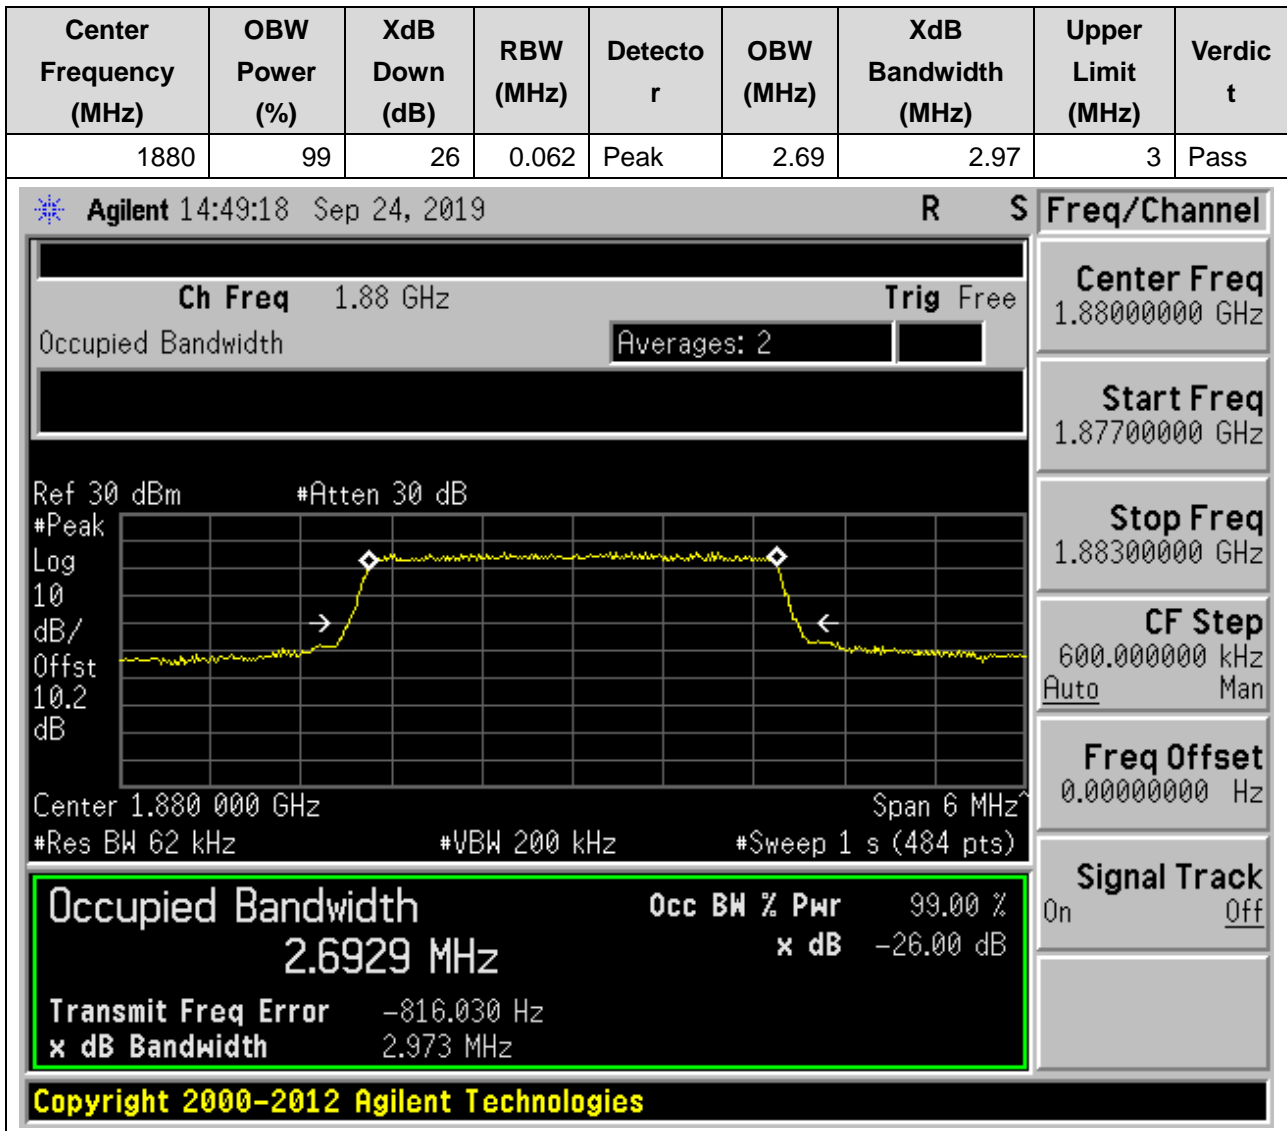 Center Frequency (MHz) OBW Power (%) XdB Down (dB) RBW (MHz) Detector OBW (MHz) XdB Bandwidth (MHz) Upper Limit (MHz) Verdict
1880 99 26 0.062 Peak 2.69 2.97 3 Pass
Agilent 14:49:18 Sep 24, 2019 R S
Freq/Channel
Ch Freq 1.88 GHz Trig Free
Occupied Bandwidth Averages: 2
Ref 30 dBm #Atten 30 dB
#Peak
Log
10
dB/
Offst
10.2
dB
Center 1.880 000 GHz Span 6 MHz^
#Res BW 62 kHz #VBW 200 kHz #Sweep 1 s (484 pts)
Occupied Bandwidth Occ BW % Pwr 99.00 %
2.6929 MHz x dB -26.00 dB
Transmit Freq Error -816.030 Hz
x dB Bandwidth 2.973 MHz
Center Freq
1.88000000 GHz
Start Freq
1.87700000 GHz
Stop Freq
1.88300000 GHz
CF Step
600.000000 kHz
Auto Man
Freq Offset
0.00000000 Hz
Signal Track
On Off
Copyright 2000-2012 Agilent Technologies